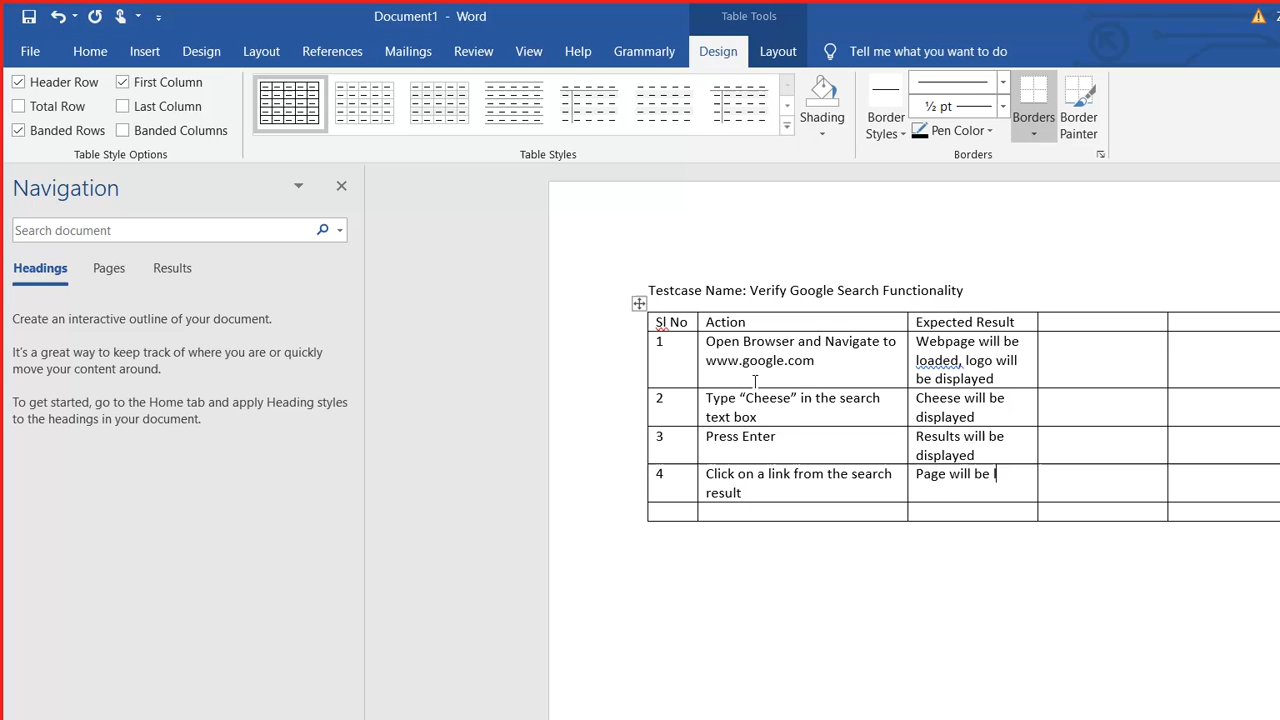 Document1 - Word
Table Tools
File Home Insert Design Layout References Mailings Review View Help Grammarly Design Layout Tell me what you want to do
Header Row First Column
Total Row Last Column
Banded Rows Banded Columns
Table Style Options
Table Styles
Shading
Border
Styles
½ pt
Pen Color
Borders
Border
Painter
Borders
Navigation
Search document
Headings Pages Results
Create an interactive outline of your document.
It's a great way to keep track of where you are or quickly
move your content around.
To get started, go to the Home tab and apply Heading styles
to the headings in your document.
Testcase Name: Verify Google Search Functionality
Sl No Action Expected Result
1 Open Browser and Navigate to Webpage will be
www.google.com loaded, logo will
be displayed
2 Type “Cheese” in the search Cheese will be
text box displayed
3 Press Enter Results will be
displayed
4 Click on a link from the search Page will be l
result